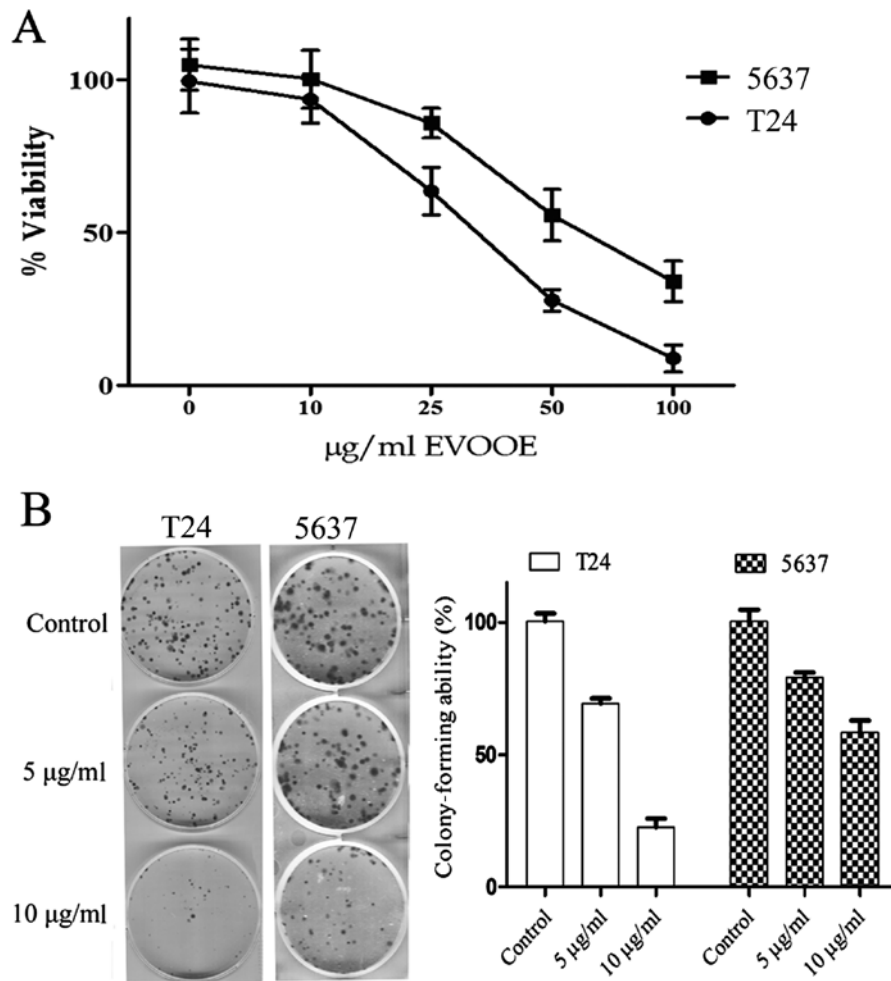 A
% Viability
100
50
0
5637
T24
0 10 25 50 100
µg/ml EVOOE
B
T24 5637
Control
5 µg/ml
10 µg/ml
T24 5637
Colony-forming ability (%)
100
50
0
Control 5 µg/ml 10 µg/ml Control 5 µg/ml 10 µg/ml